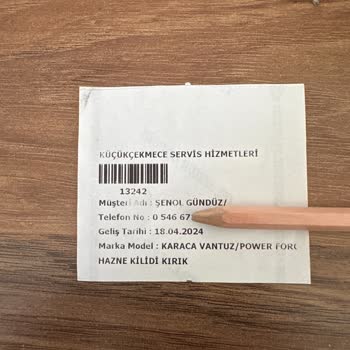 KÜÇÜKÇEKMECE SERVİS HİZMETLERİ
13242
Müşteri Adı : ŞENOL GÜNDÜZ/
Telefon No : 0 546 67
Geliş Tarihi : 18.04.2024
Marka Model : KARACA VANTUZ/POWER FORC
HAZNE KİLİDİ KIRIK